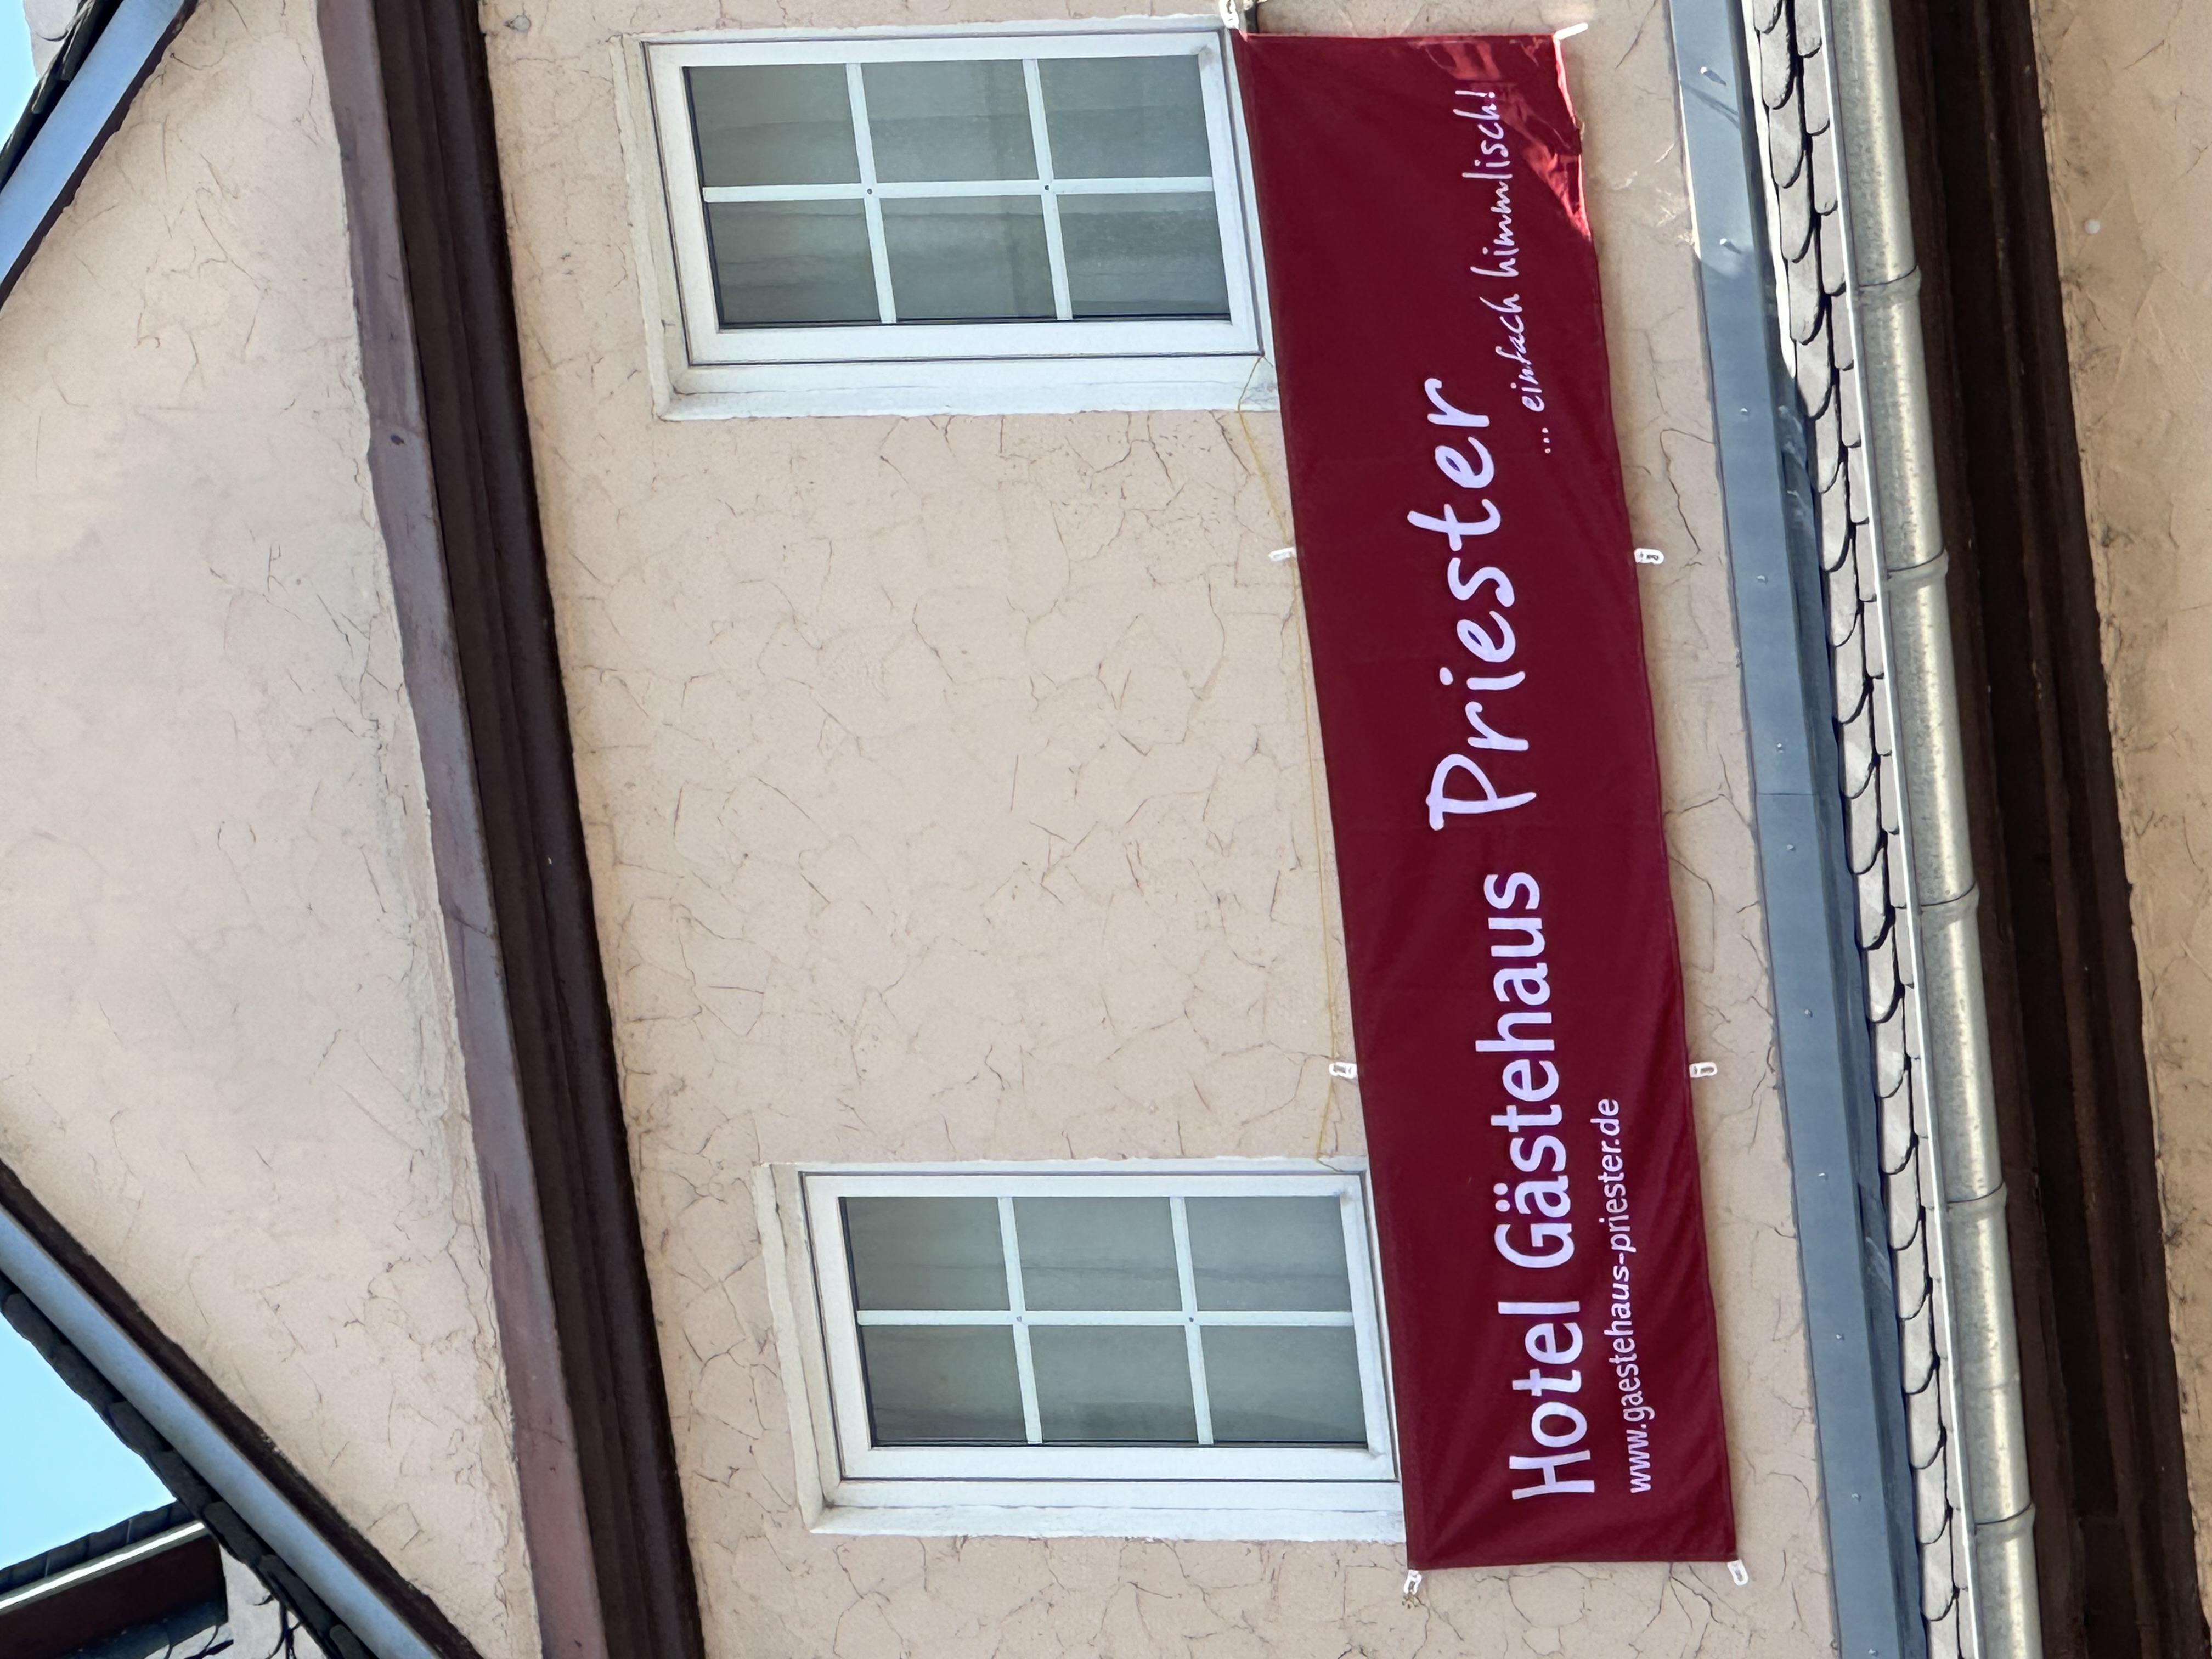 Hotel Gästehaus Priester
www.gaestehaus-priester.de
... einfach himmlisch!